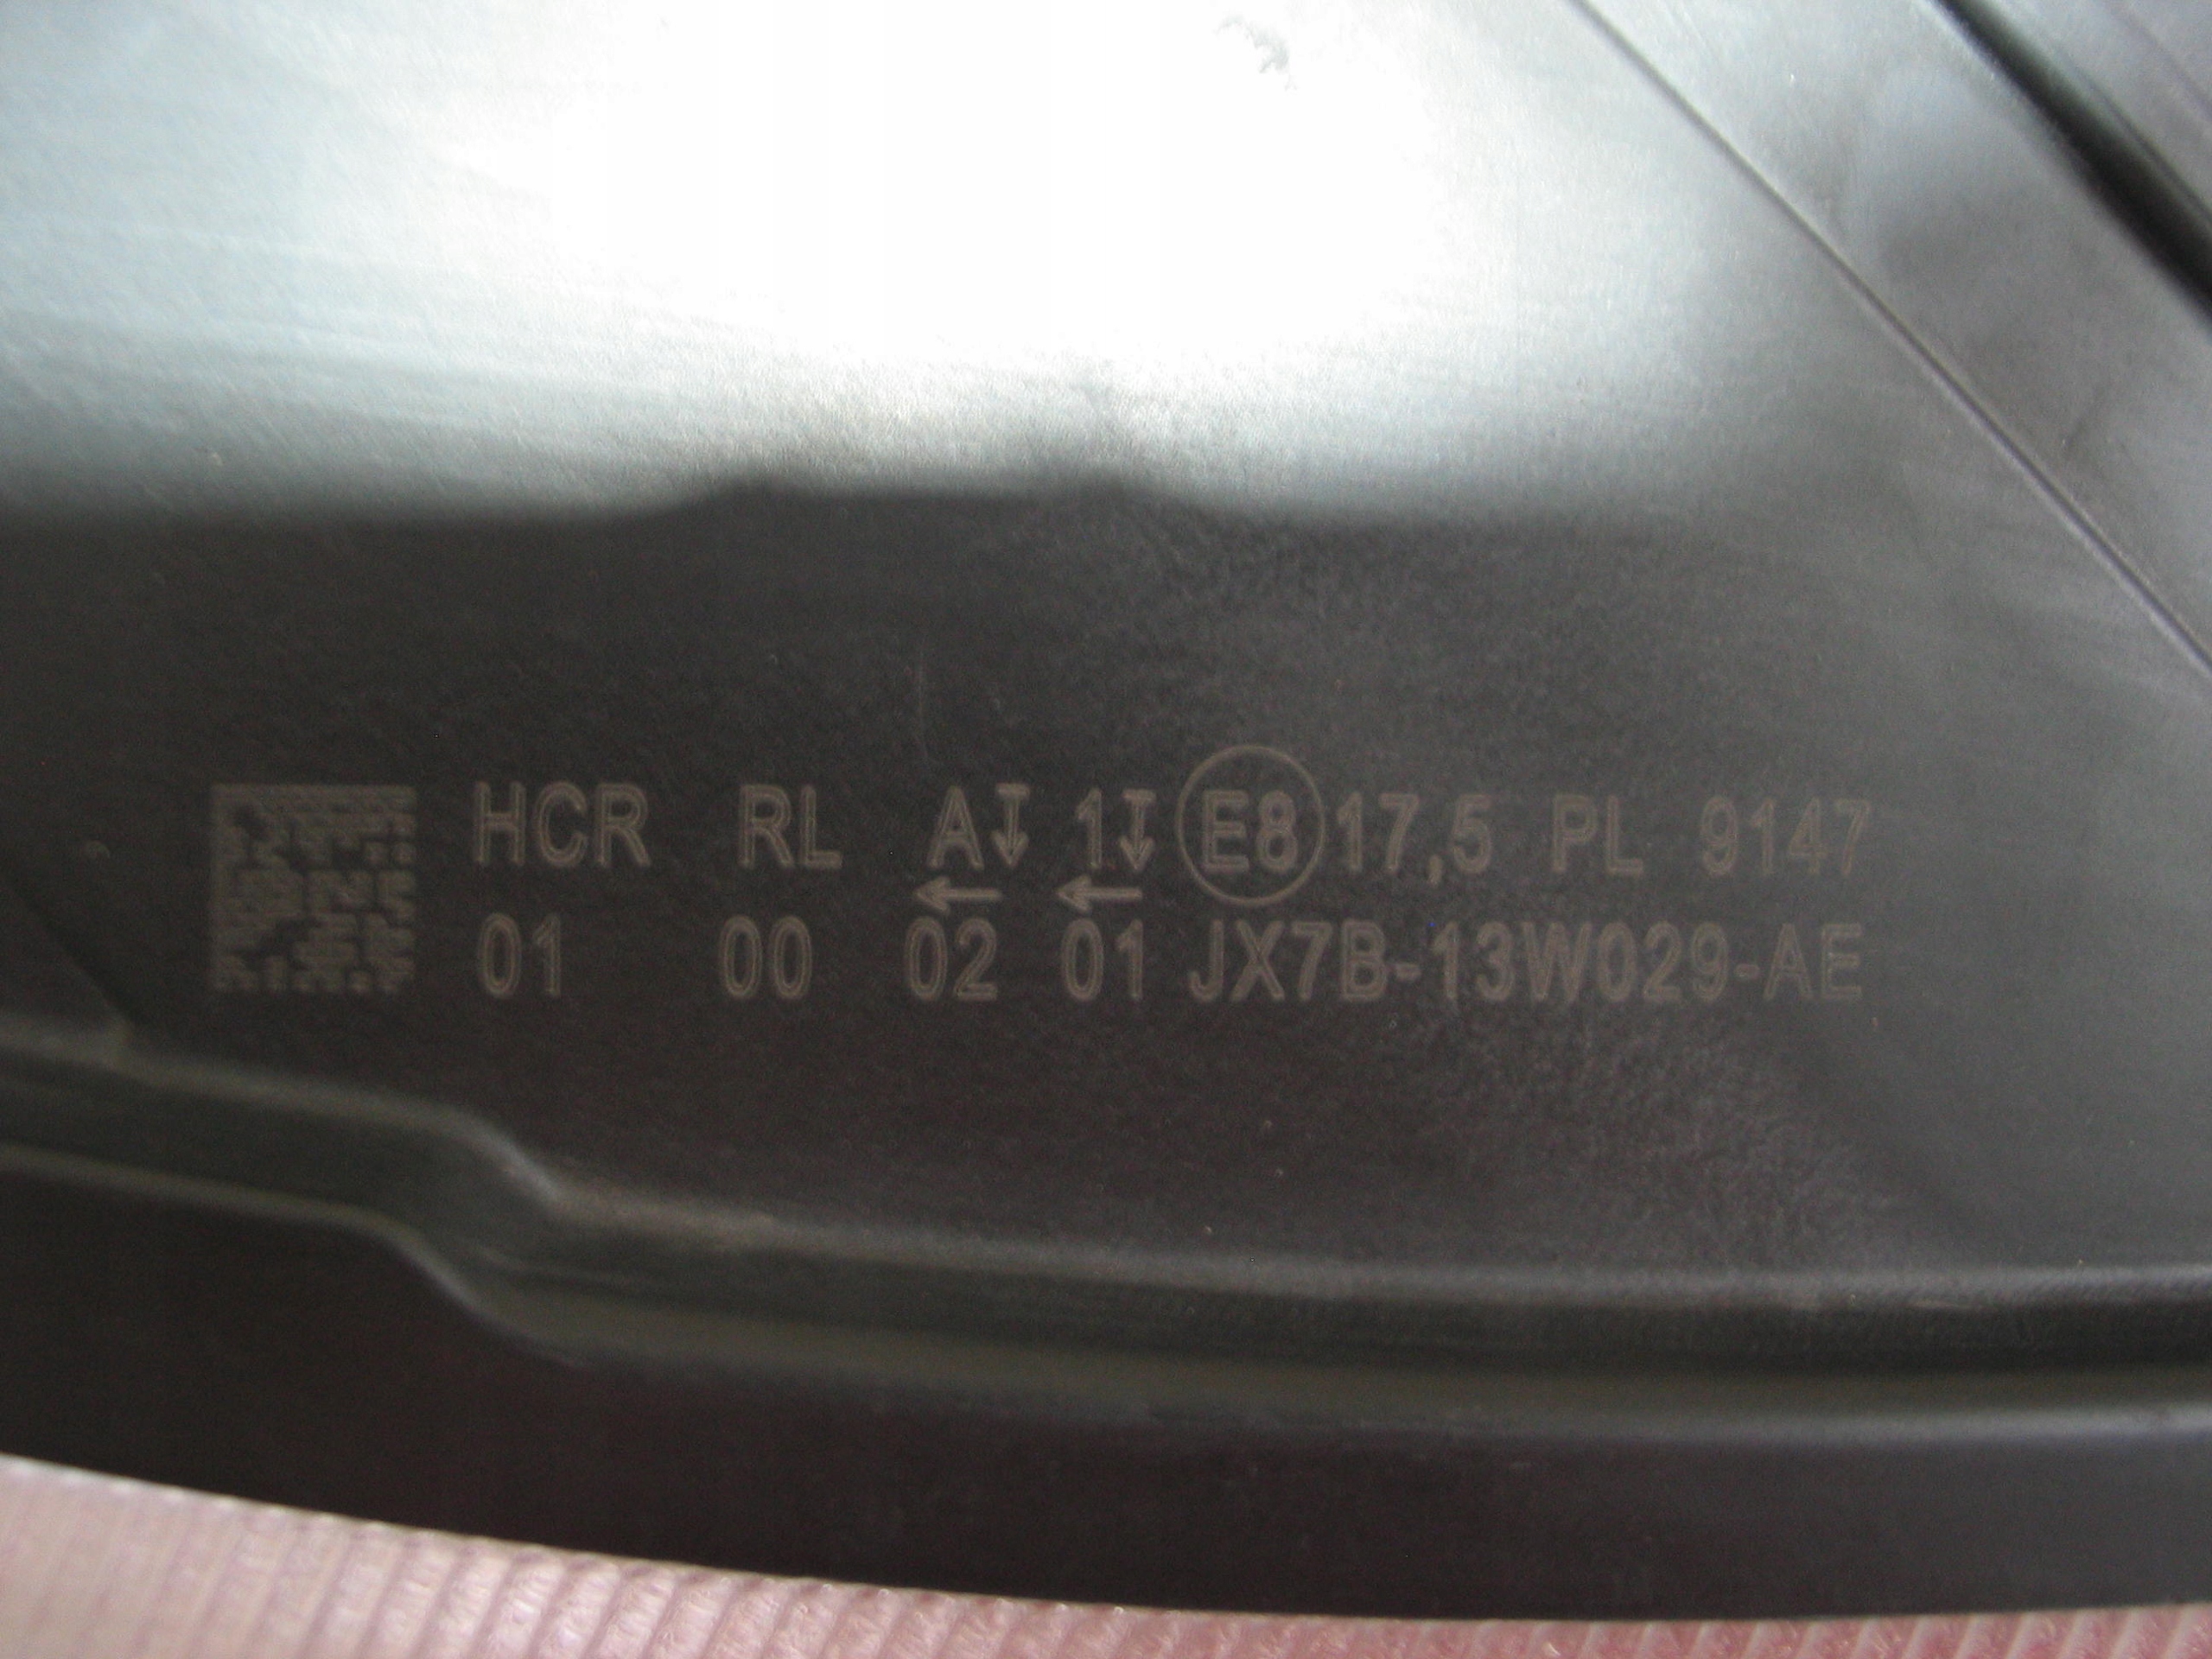 HCR RL A↧ 1↧ E8 17,5 PL 9147
← ←
01 00 02 01 JX7B-13W029-AE